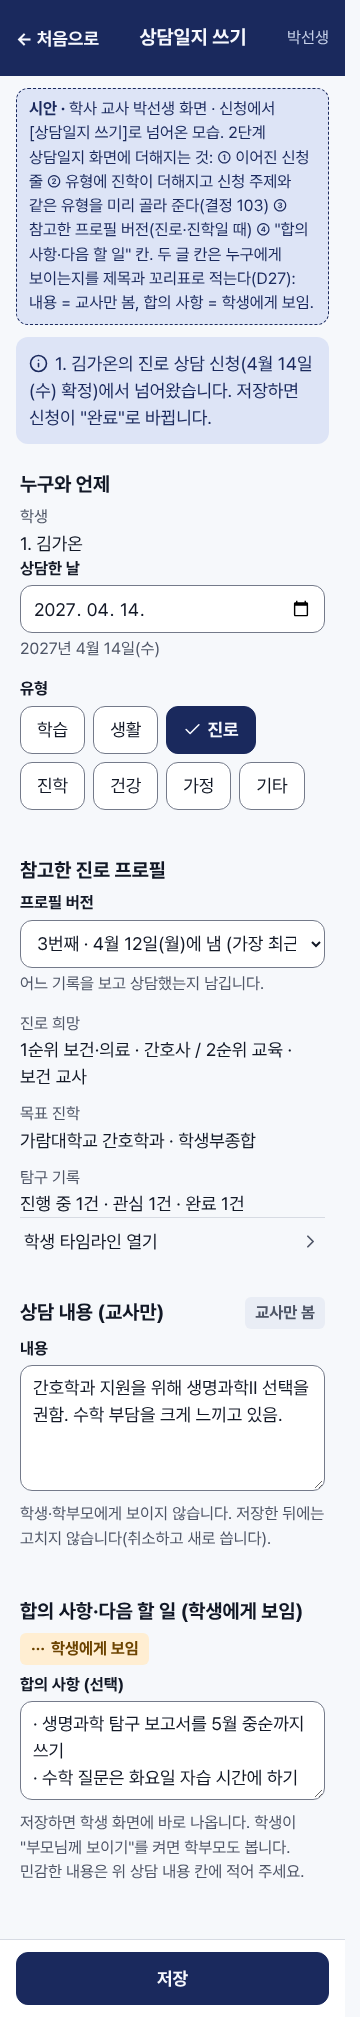 ← 처음으로
상담일지 쓰기
박선생
시안 · 학사 교사 박선생 화면 · 신청에서
[상담일지 쓰기]로 넘어온 모습. 2단계
상담일지 화면에 더해지는 것: ① 이어진 신청
줄 ② 유형에 진학이 더해지고 신청 주제와
같은 유형을 미리 골라 준다(결정 103) ③
참고한 프로필 버전(진로·진학일 때) ④ "합의
사항·다음 할 일" 칸. 두 글 칸은 누구에게
보이는지를 제목과 꼬리표로 적는다(D27):
내용 = 교사만 봄, 합의 사항 = 학생에게 보임.
1. 김가온의 진로 상담 신청(4월 14일
(수) 확정)에서 넘어왔습니다. 저장하면
신청이 "완료"로 바뀝니다.
누구와 언제
학생
1. 김가온
상담한 날
2027. 04. 14.
2027년 4월 14일(수)
유형
학습
생활
✓ 진로
진학
건강
가정
기타
참고한 진로 프로필
프로필 버전
3번째 · 4월 12일(월)에 냄 (가장 최근
어느 기록을 보고 상담했는지 남깁니다.
진로 희망
1순위 보건·의료 · 간호사 / 2순위 교육 ·
보건 교사
목표 진학
가람대학교 간호학과 · 학생부종합
탐구 기록
진행 중 1건 · 관심 1건 · 완료 1건
학생 타임라인 열기
상담 내용 (교사만)
교사만 봄
내용
간호학과 지원을 위해 생명과학II 선택을
권함. 수학 부담을 크게 느끼고 있음.
학생·학부모에게 보이지 않습니다. 저장한 뒤에는
고치지 않습니다(취소하고 새로 씁니다).
합의 사항·다음 할 일 (학생에게 보임)
··· 학생에게 보임
합의 사항 (선택)
· 생명과학 탐구 보고서를 5월 중순까지
쓰기
· 수학 질문은 화요일 자습 시간에 하기
저장하면 학생 화면에 바로 나옵니다. 학생이
"부모님께 보이기"를 켜면 학부모도 봅니다.
민감한 내용은 위 상담 내용 칸에 적어 주세요.
저장